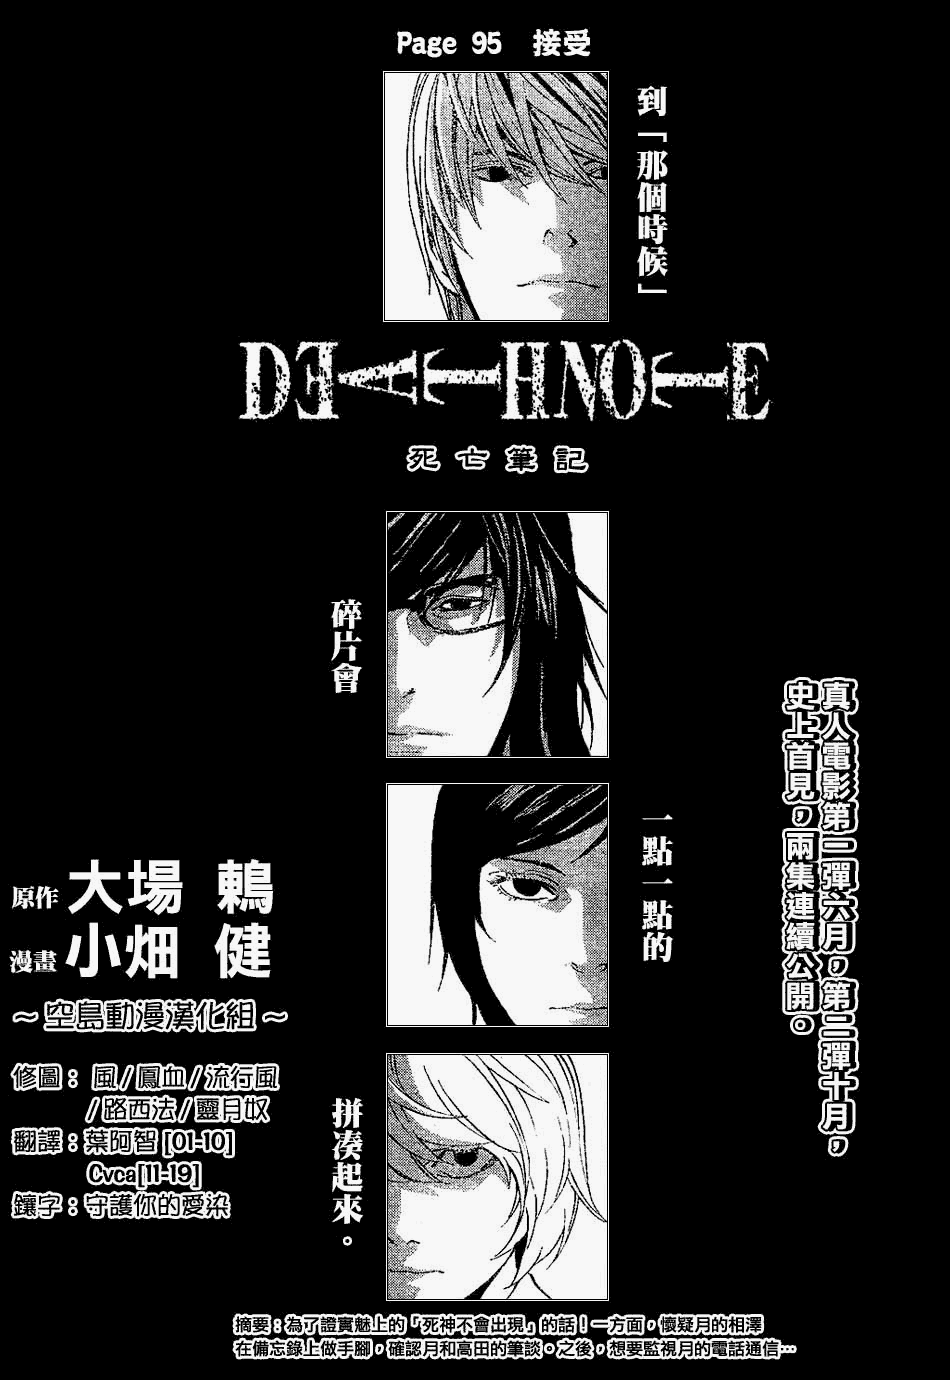 Page 95 接受
到「那個時候」
DEATHNOTE
死亡筆記
碎片會
一點一點的
拼凑起來。
真人電影第一彈六月，第二彈十月，
史上首見，兩集連續公開。
原作 大場 鶇
漫畫 小畑 健
～空島動漫漢化組～
修圖：風/鳳血/流行風
/路西法/靈月奴
翻譯：葉阿智[01-10]
Cvca[11-19]
鑲字：守護你的愛染
摘要：為了證實魅上的「死神不會出現」的話！一方面，懷疑月的相澤
在備忘錄上做手腳，確認月和高田的筆談。之後，想要監視月的電話通信…